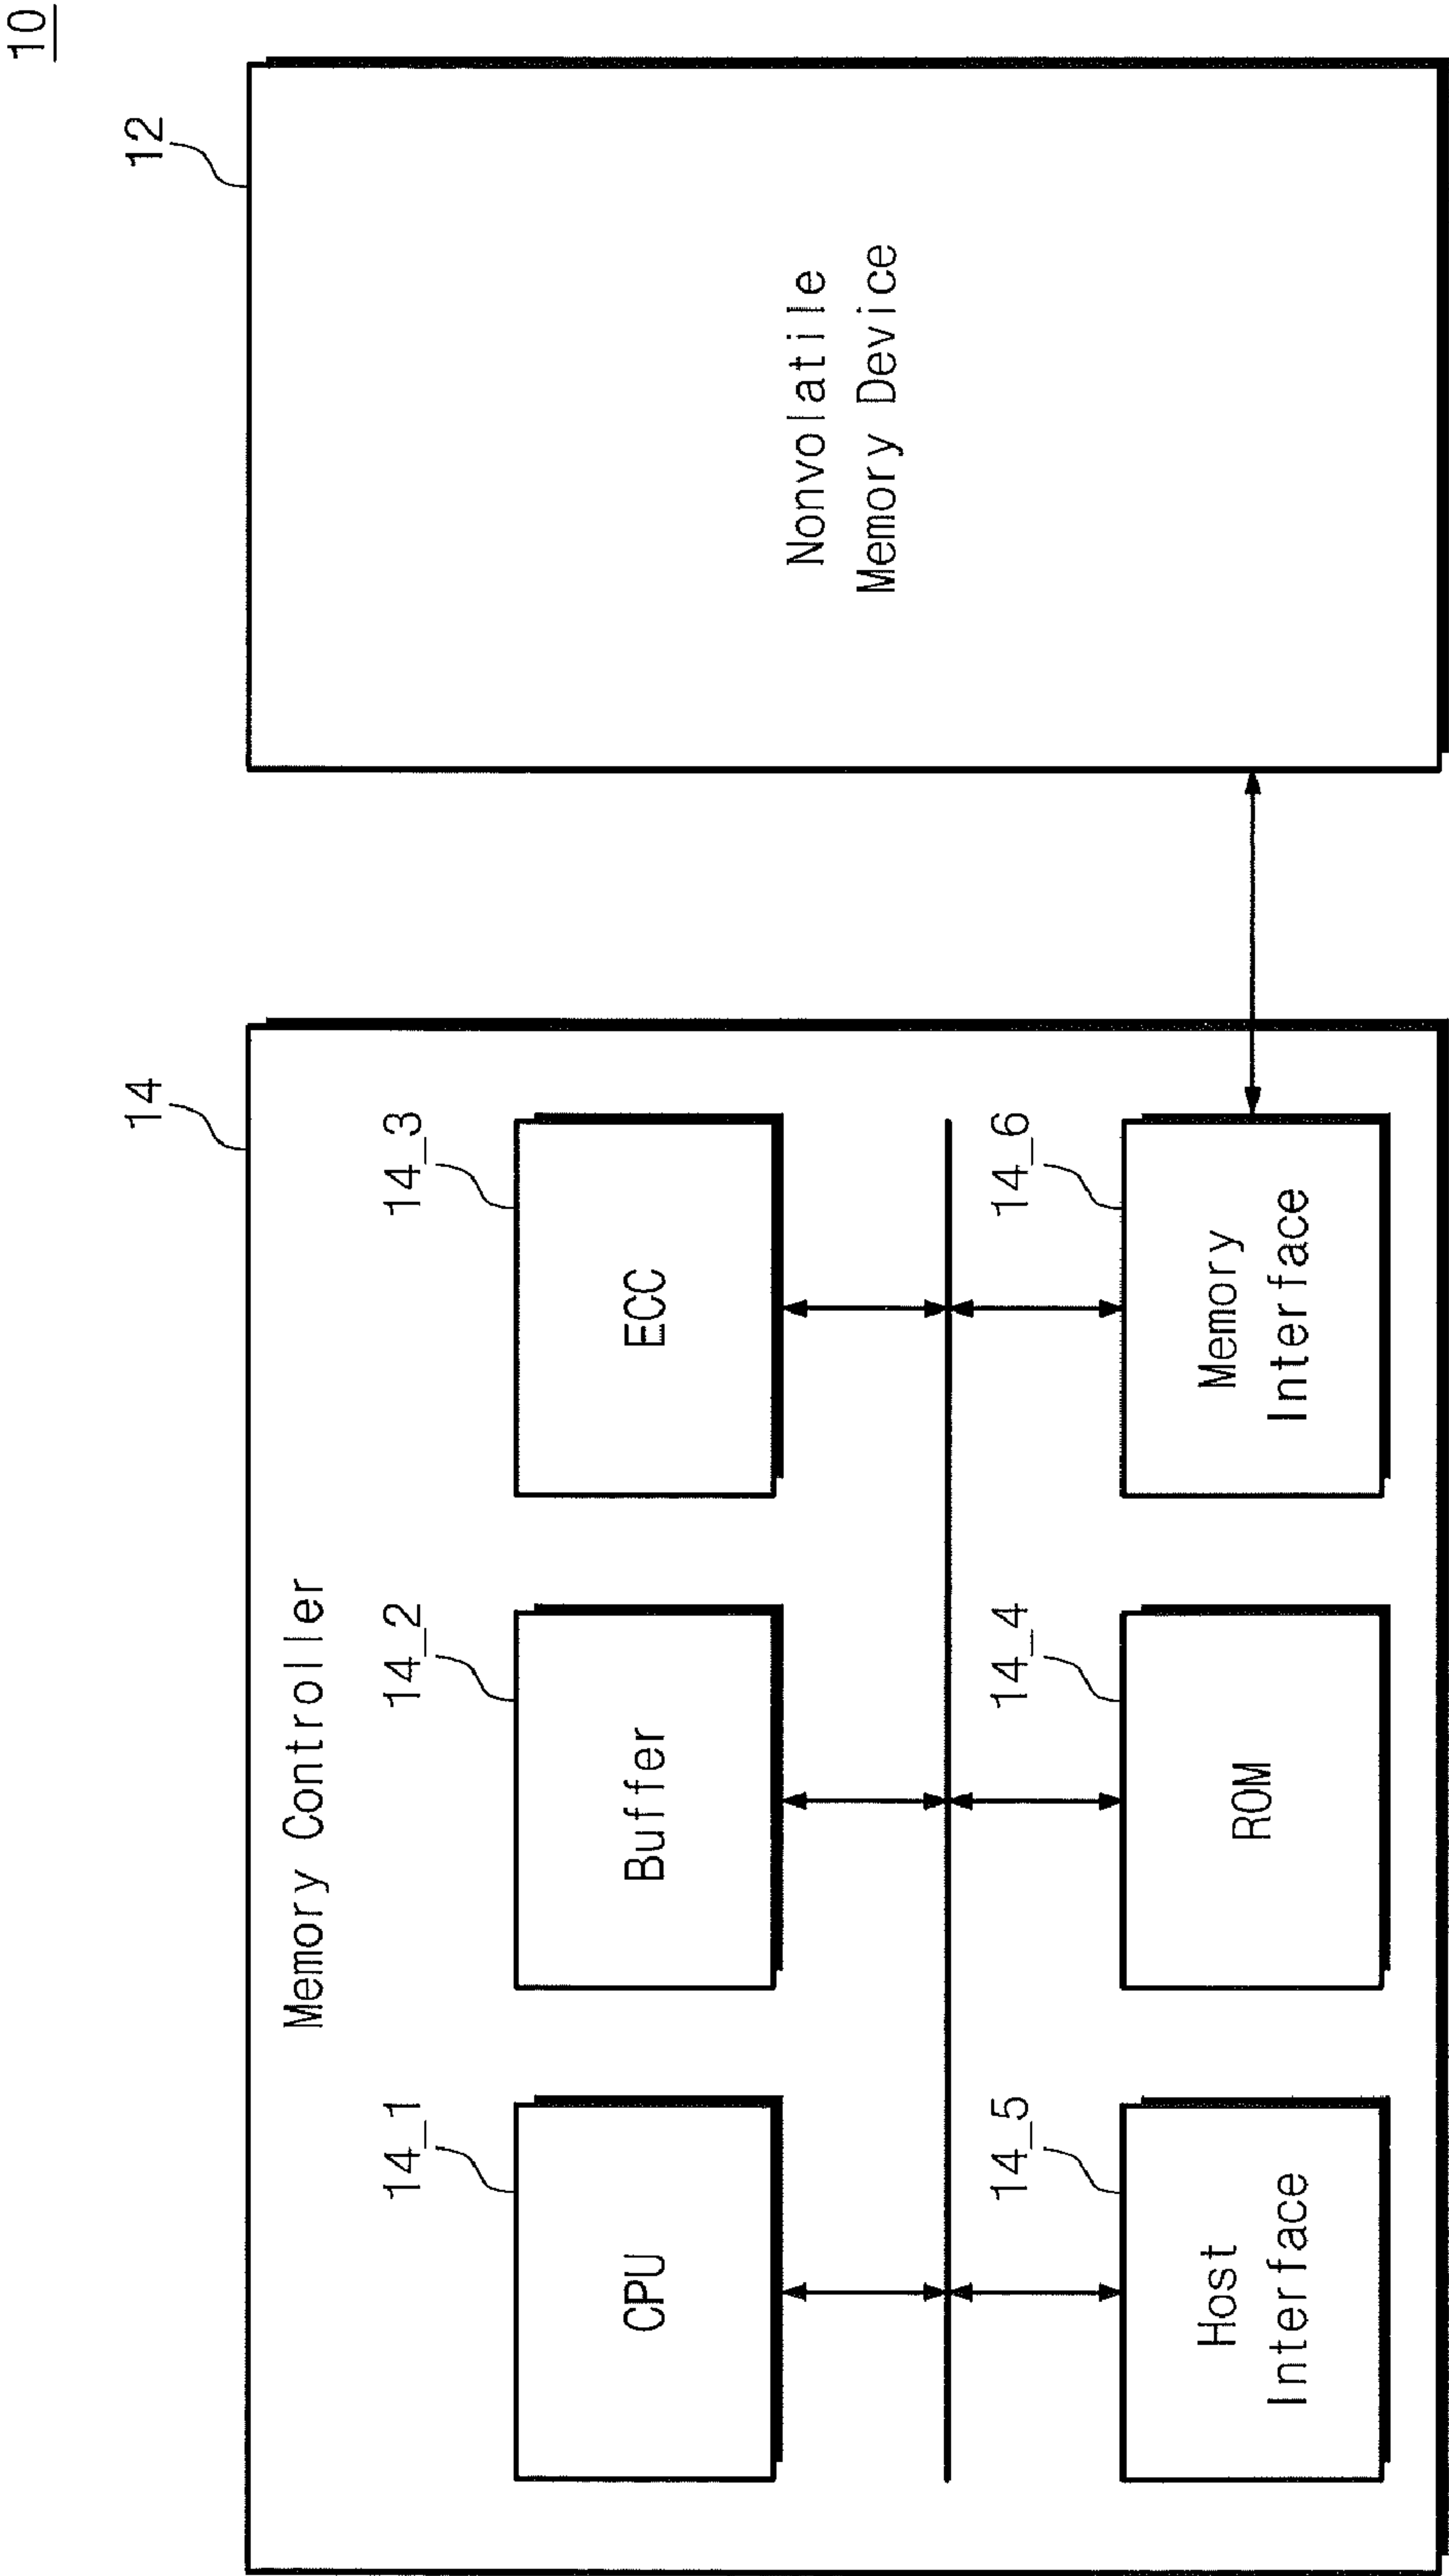 10
14
12
Memory Controller
14_1
14_2
14_3
CPU
Buffer
ECC
Nonvolatile
Memory Device
14_5
14_4
14_6
Host
Interface
ROM
Memory
Interface